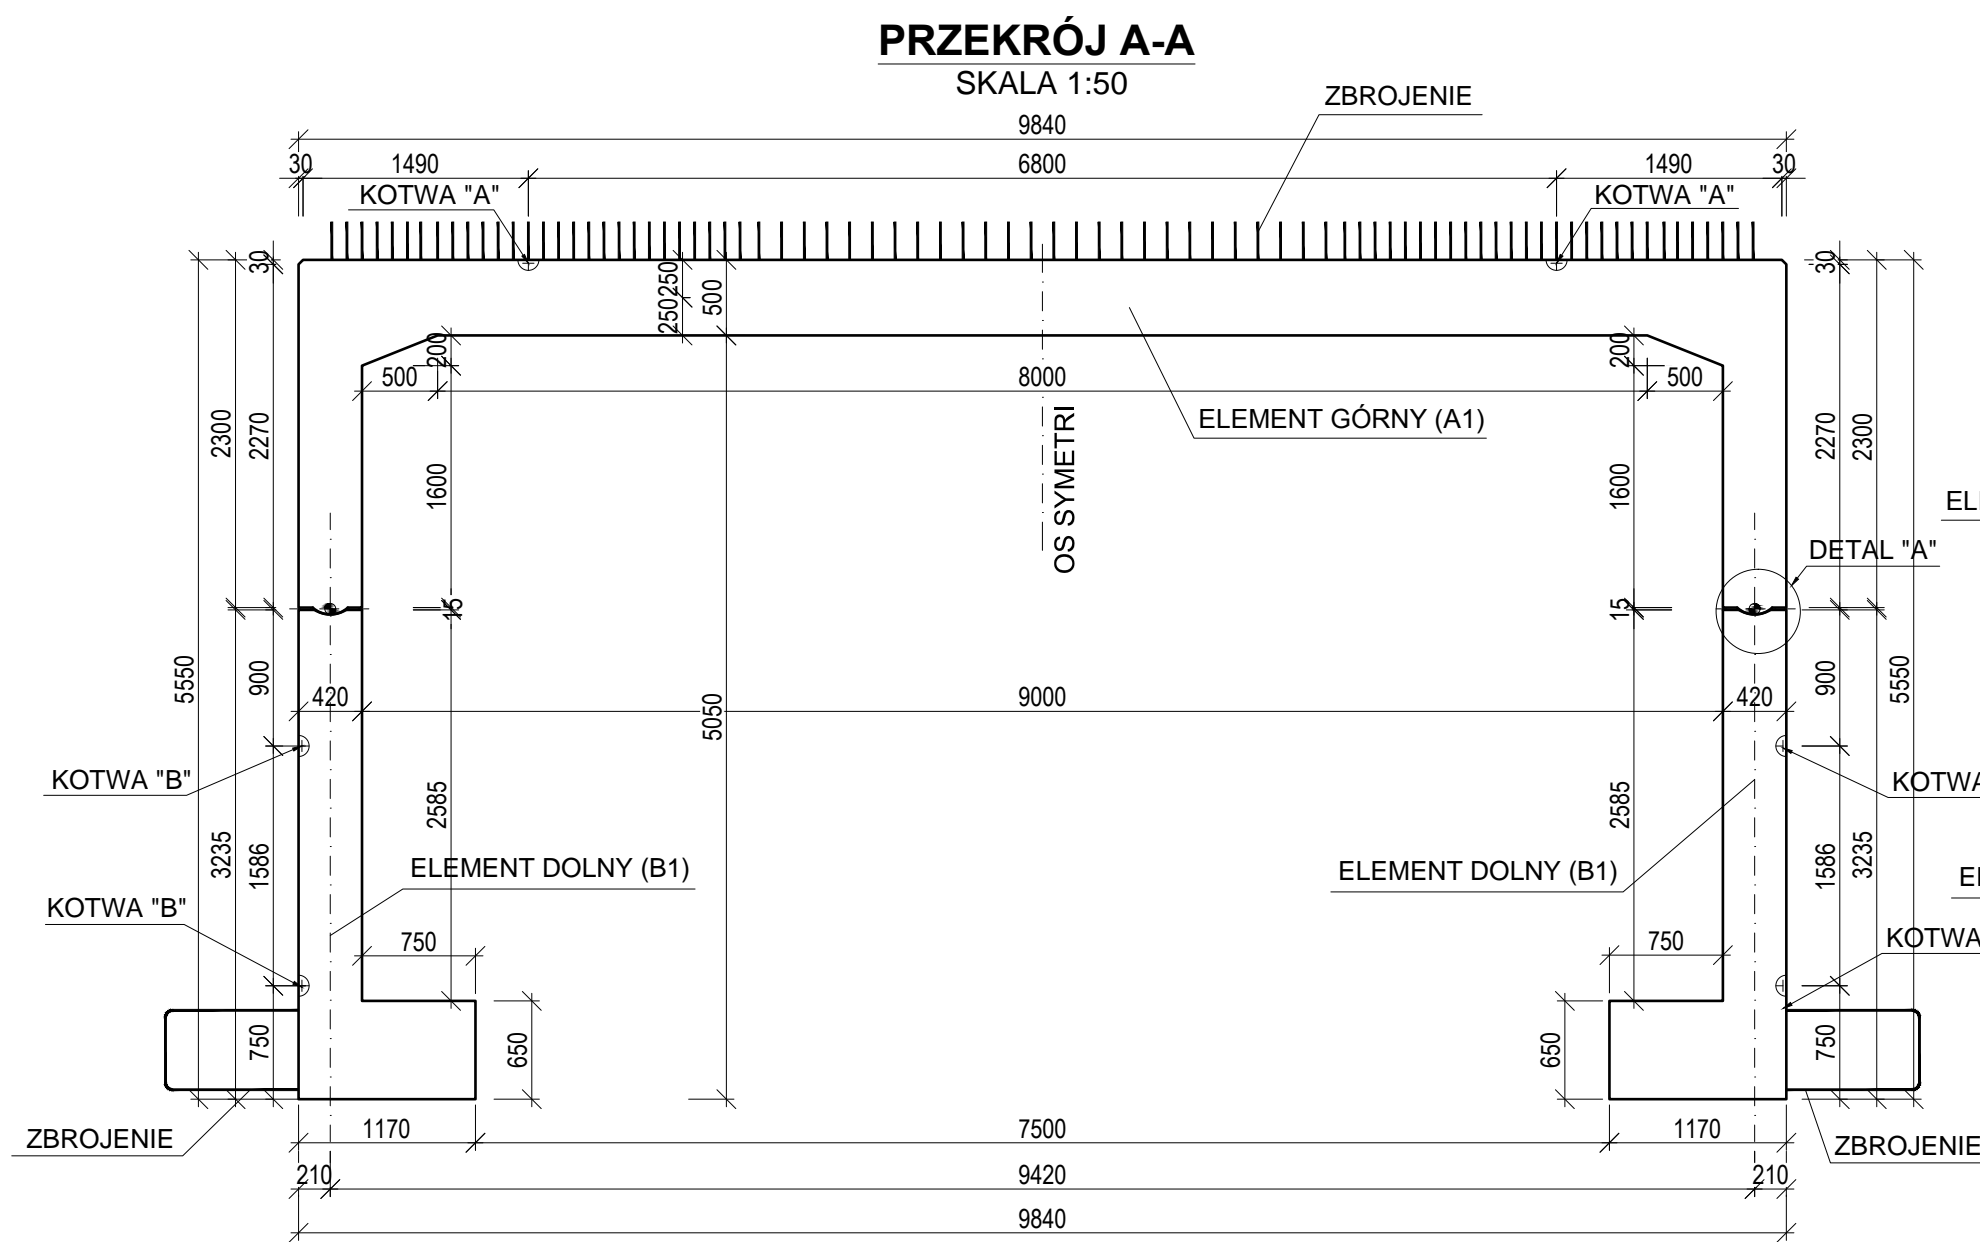 PRZEKRÓJ A-A
SKALA 1:50
ZBROJENIE
9840
30 1490 6800 1490 30
KOTWA "A" KOTWA "A"
30 250 500 30
250
200 200
500 8000 500
ELEMENT GÓRNY (A1)
OS SYMETRI
2300 2270 1600 1600 2270 2300
ELE
DETAL "A"
15 15
5550 900 900 5550
420 9000 420
5050
KOTWA "B" KOTWA
2585 2585
3235 1586 1586 3235
ELEMENT DOLNY (B1) ELEMENT DOLNY (B1)
KOTWA "B" KOTWA
750 750
750 650 650 750
ZBROJENIE 1170 7500 1170 ZBROJENIE
210 9420 210
9840